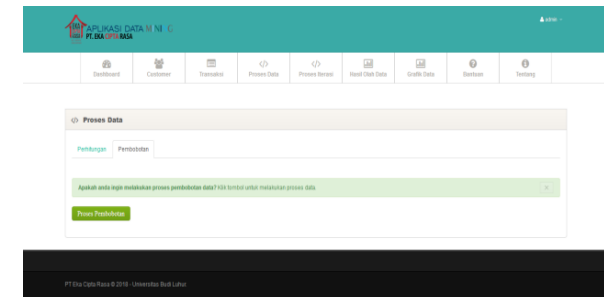 APLIKASI DATA MINING
PT. EKA CIPTA RASA
admin
Dashboard
Customer
Transaksi
Proses Data
Proses Iterasi
Hasil Olah Data
Grafik Data
Bantuan
Tentang
Proses Data
Perhitungan
Pembobotan
Apakah anda ingin melakukan proses pembobotan data? Klik tombol untuk melakukan proses data.
Proses Pembobotan
PT Eka Cipta Rasa © 2018 - Universitas Budi Luhur